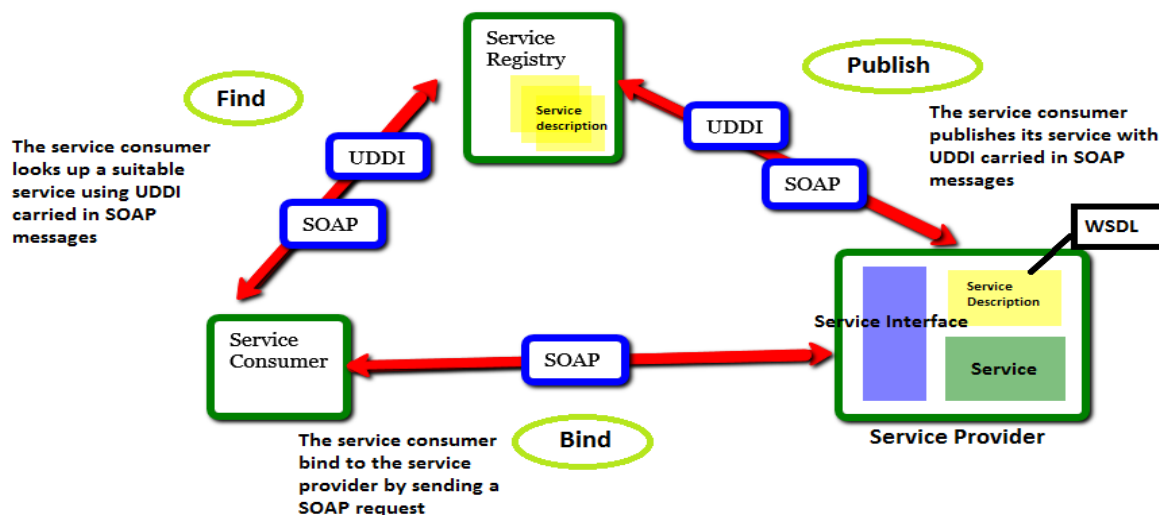 Service
Registry
Service
description
Find
Publish
The service consumer
looks up a suitable
service using UDDI
carried in SOAP
messages
UDDI
SOAP
UDDI
SOAP
The service consumer
publishes its service with
UDDI carried in SOAP
messages
WSDL
Service
Description
Service Interface
Service
Service Provider
Service
Consumer
SOAP
Bind
The service consumer
bind to the service
provider by sending a
SOAP request